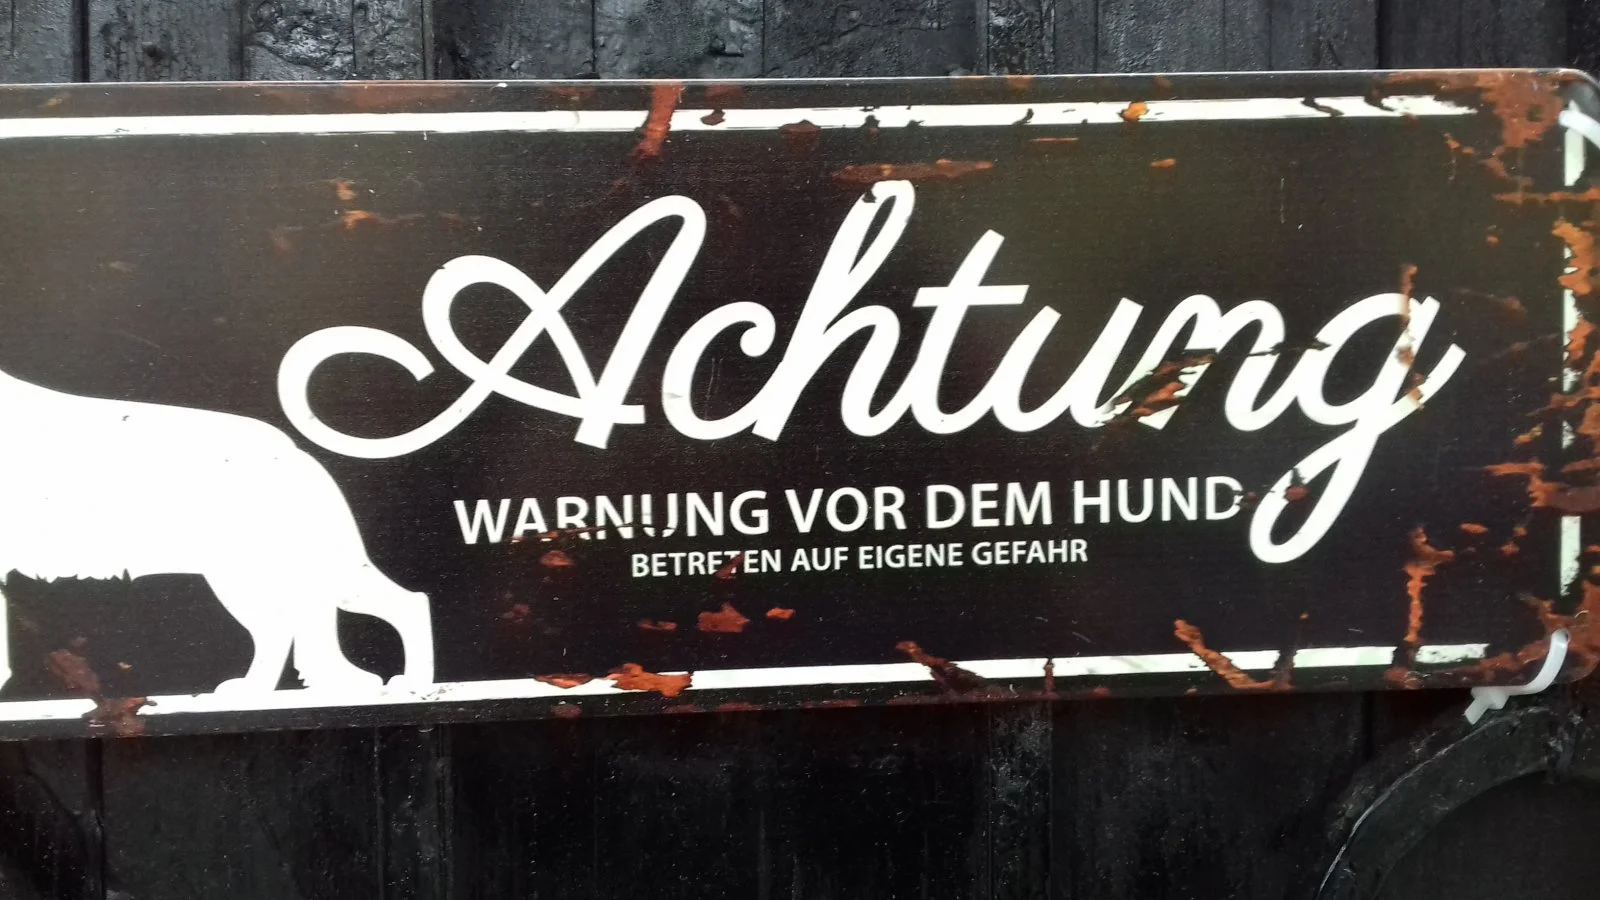 Achtung
WARNUNG VOR DEM HUND
BETRETEN AUF EIGENE GEFAHR